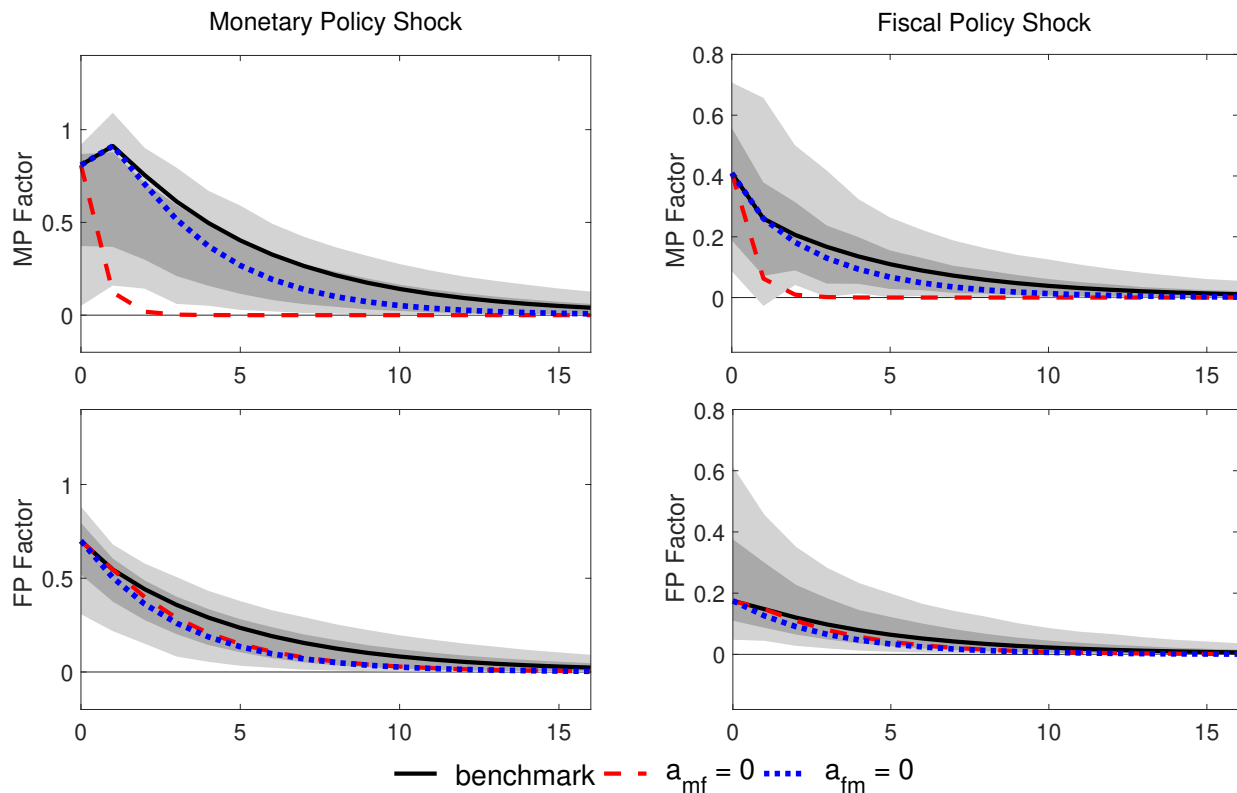 Monetary Policy Shock
Fiscal Policy Shock
MP Factor
1
0.5
0
0 5 10 15
MP Factor
0.8
0.6
0.4
0.2
0
0 5 10 15
FP Factor
1
0.5
0
0 5 10 15
FP Factor
0.8
0.6
0.4
0.2
0
0 5 10 15
benchmark a_mf = 0 a_fm = 0